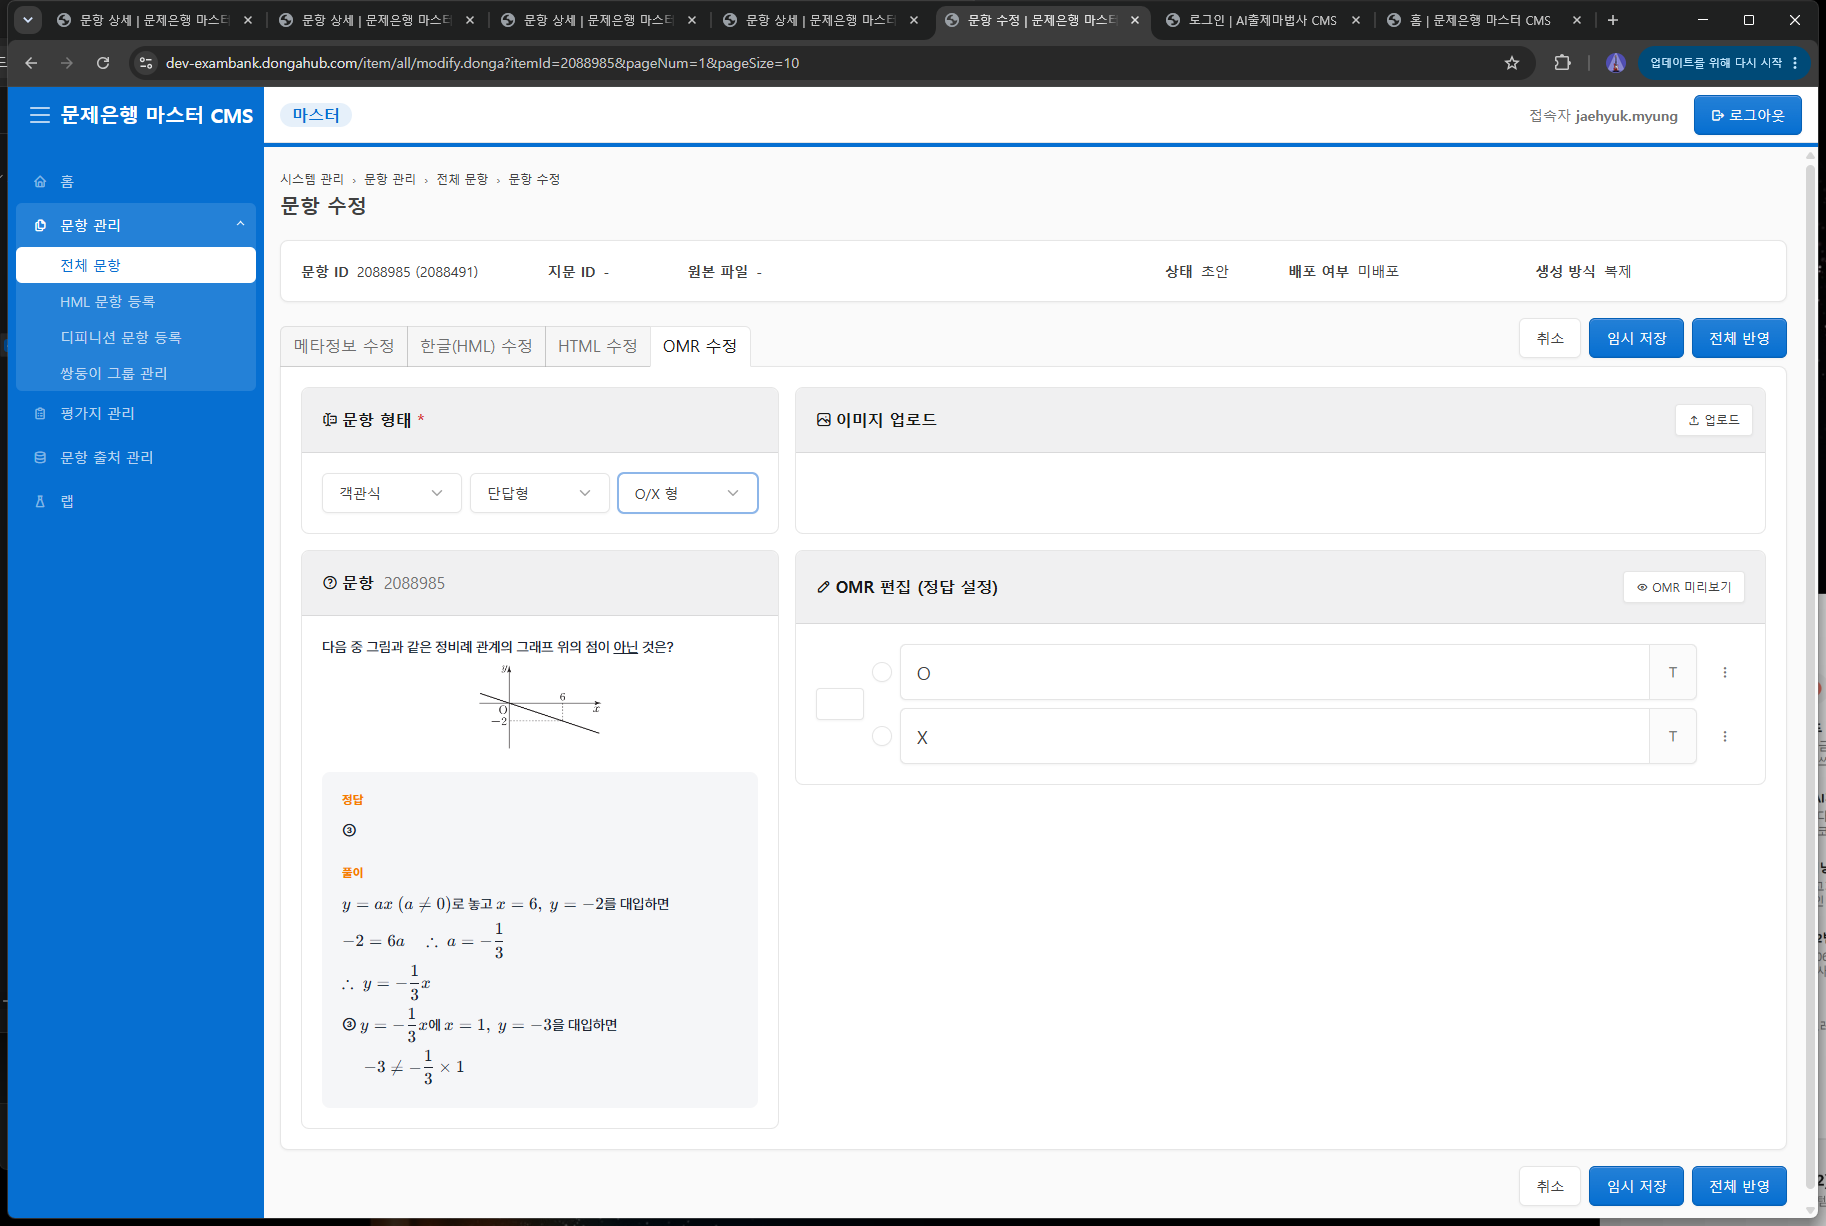 문항 상세 | 문제은행 마스터
문항 상세 | 문제은행 마스터
문항 상세 | 문제은행 마스터
문항 상세 | 문제은행 마스터
문항 수정 | 문제은행 마스터
로그인 | AI출제마법사 CMS
홈 | 문제은행 마스터 CMS
dev-exambank.dongahub.com/item/all/modify.donga?itemId=2088985&pageNum=1&pageSize=10
업데이트를 위해 다시 시작
문제은행 마스터 CMS
마스터
접속자 jaehyuk.myung
로그아웃
홈
문항 관리
전체 문항
HML 문항 등록
디피니션 문항 등록
쌍둥이 그룹 관리
평가지 관리
문항 출처 관리
랩
시스템 관리 › 문항 관리 › 전체 문항 › 문항 수정
문항 수정
문항 ID 2088985 (2088491)
지문 ID -
원본 파일 -
상태 초안
배포 여부 미배포
생성 방식 복제
메타정보 수정
한글(HML) 수정
HTML 수정
OMR 수정
취소
임시 저장
전체 반영
문항 형태 *
객관식
단답형
O/X 형
이미지 업로드
업로드
문항 2088985
다음 중 그림과 같은 정비례 관계의 그래프 위의 점이 아닌 것은?
y
6
O
x
−2
정답
③
풀이
y = ax (a ≠ 0)로 놓고 x = 6, y = −2를 대입하면
−2 = 6a ∴ a = −1/3
∴ y = −1/3x
③ y = −1/3x에 x = 1, y = −3을 대입하면
−3 ≠ −1/3 × 1
OMR 편집 (정답 설정)
OMR 미리보기
O
T
X
T
취소
임시 저장
전체 반영